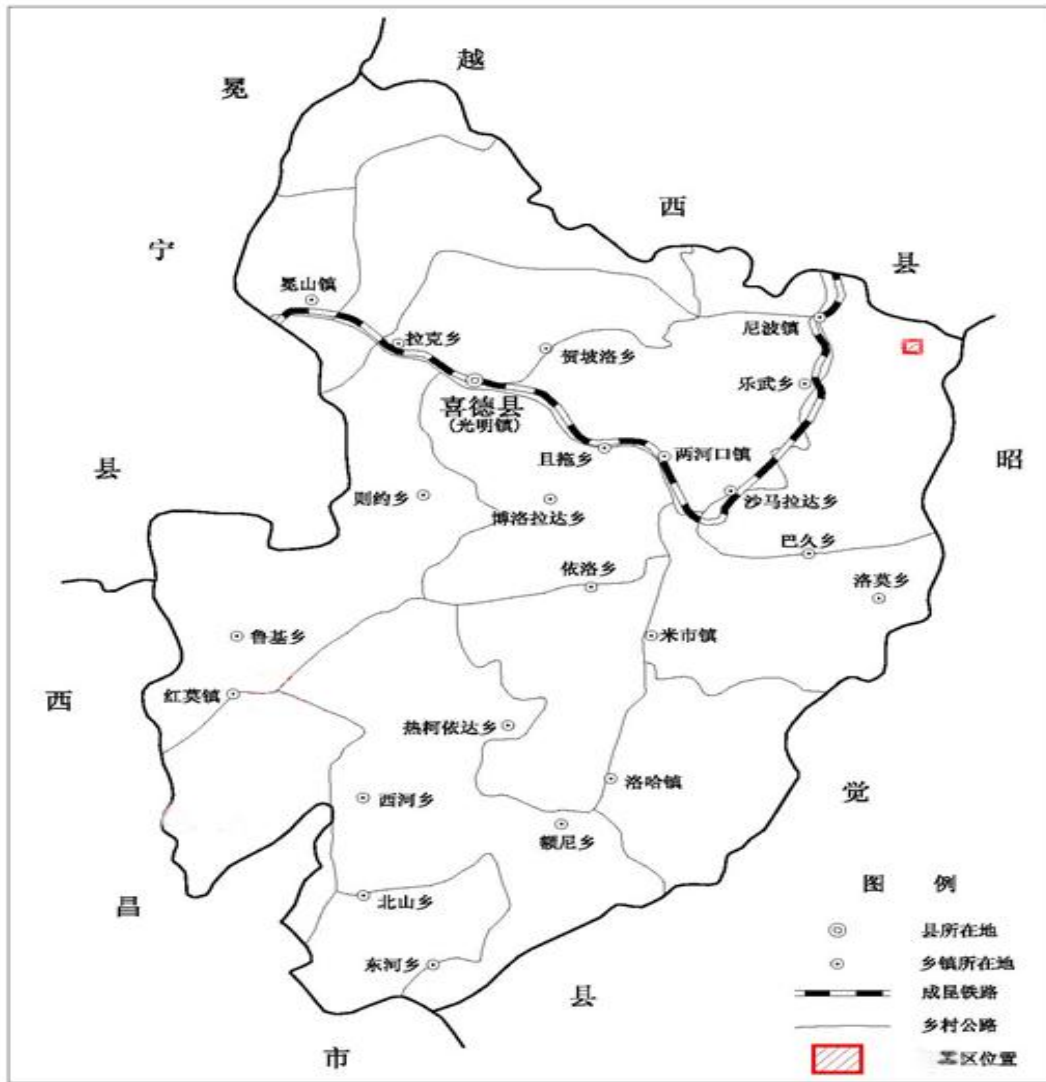 越
冕
西
宁
县
冕山镇
尼波镇
拉克乡
贺坡洛乡
乐武乡
喜德县
(光明镇)
且拖乡
两河口镇
昭
县
则约乡
博洛拉达乡
沙马拉达乡
巴久乡
依洛乡
洛莫乡
鲁基乡
米市镇
西
红莫镇
热柯依达乡
洛哈镇
觉
西河乡
额尼乡
图 例
昌
北山乡
县所在地
东河乡
乡镇所在地
县
成昆铁路
乡村公路
市
区位置